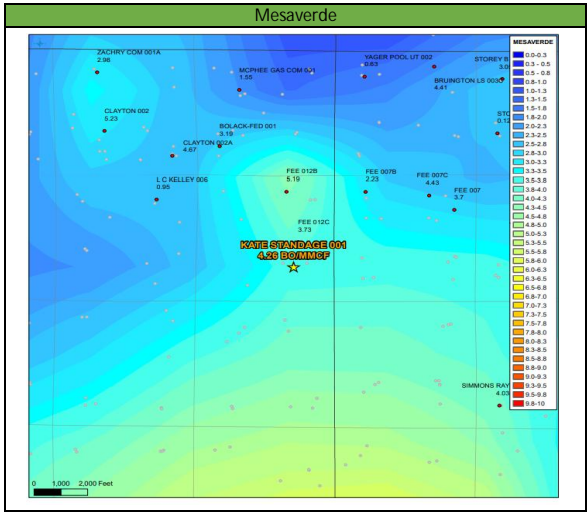 Mesaverde
ZACHRY COM 001A
2.98
MCPHEE GAS COM 001
1.55
YAGER POOL UT 002
0.63
STOREY B
3.0
BRUINGTON LS 003C
4.41
CLAYTON 002
5.23
BOLACK-FED 001
3.19
CLAYTON 002A
4.67
STO
0.12
L C KELLEY 006
0.95
FEE 012B
5.19
FEE 007B
2.23
FEE 007C
4.43
FEE 007
3.7
FEE 012C
3.73
KATE STANDAGE 001
4.26 BO/MMCF
SIMMONS RAY
4.03
0 1,000 2,000 Feet
MESAVERDE
0.0-0.3
0.3 - 0.5
0.5 - 0.8
0.8-1.0
1.0-1.3
1.3-1.5
1.5-1.8
1.8-2.0
2.0-2.3
2.3-2.5
2.5-2.8
2.8-3.0
3.0-3.3
3.3-3.5
3.5-3.8
3.8-4.0
4.0-4.3
4.3-4.5
4.5-4.8
4.8-5.0
5.0-5.3
5.3-5.5
5.5-5.8
5.8-6.0
6.0-6.3
6.3-6.5
6.5-6.8
6.8-7.0
7.0-7.3
7.3-7.5
7.5-7.8
7.8-8.0
8.0-8.3
8.3-8.5
8.5-8.8
8.8-9.0
9.0-9.3
9.3-9.5
9.5-9.8
9.8-10